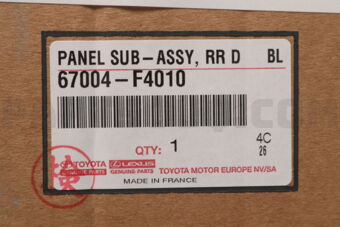 PANEL SUB-ASSY, RR D BL
67004-F4010
QTY: 1
4C
26
TOYOTA LEXUS
GENUINE PARTS GENUINE PARTS TOYOTA MOTOR EUROPE NV/SA
MADE IN FRANCE